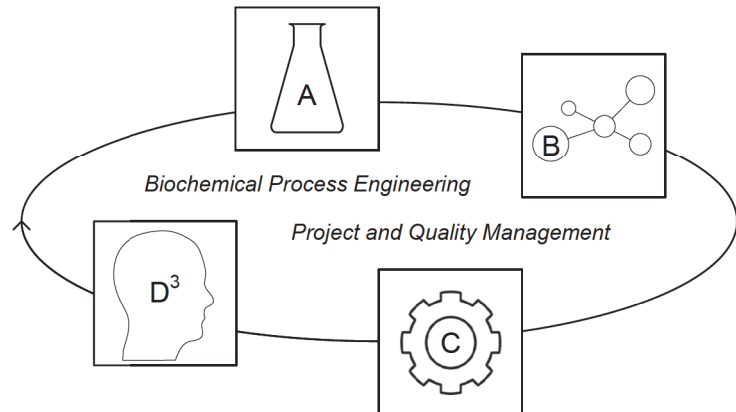 A
B
Biochemical Process Engineering
Project and Quality Management
D³
C